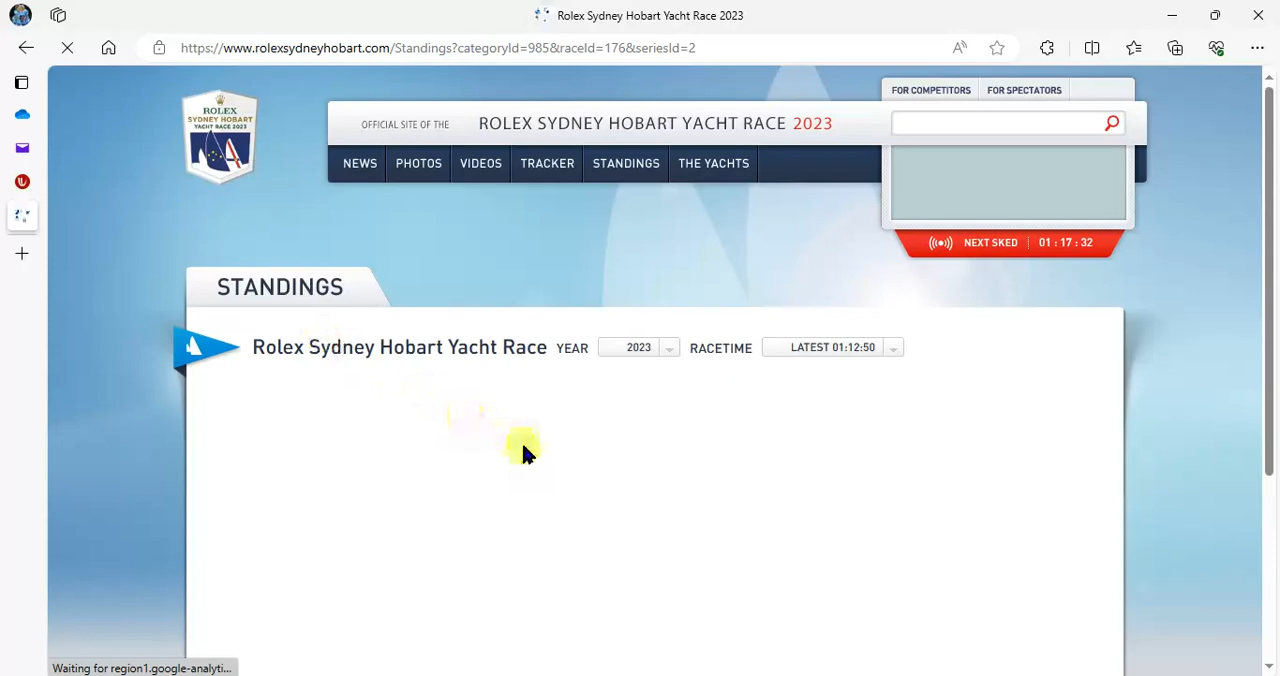 Rolex Sydney Hobart Yacht Race 2023
https://www.rolexsydneyhobart.com/Standings?categoryId=985&raceId=176&seriesId=2
FOR COMPETITORS FOR SPECTATORS
ROLEX
SYDNEY HOBART
YACHT RACE 2023
OFFICIAL SITE OF THE ROLEX SYDNEY HOBART YACHT RACE 2023
NEWS PHOTOS VIDEOS TRACKER STANDINGS THE YACHTS
NEXT SKED 01 : 17 : 32
STANDINGS
Rolex Sydney Hobart Yacht Race YEAR 2023 RACETIME LATEST 01:12:50
Waiting for region1.google-analyti...